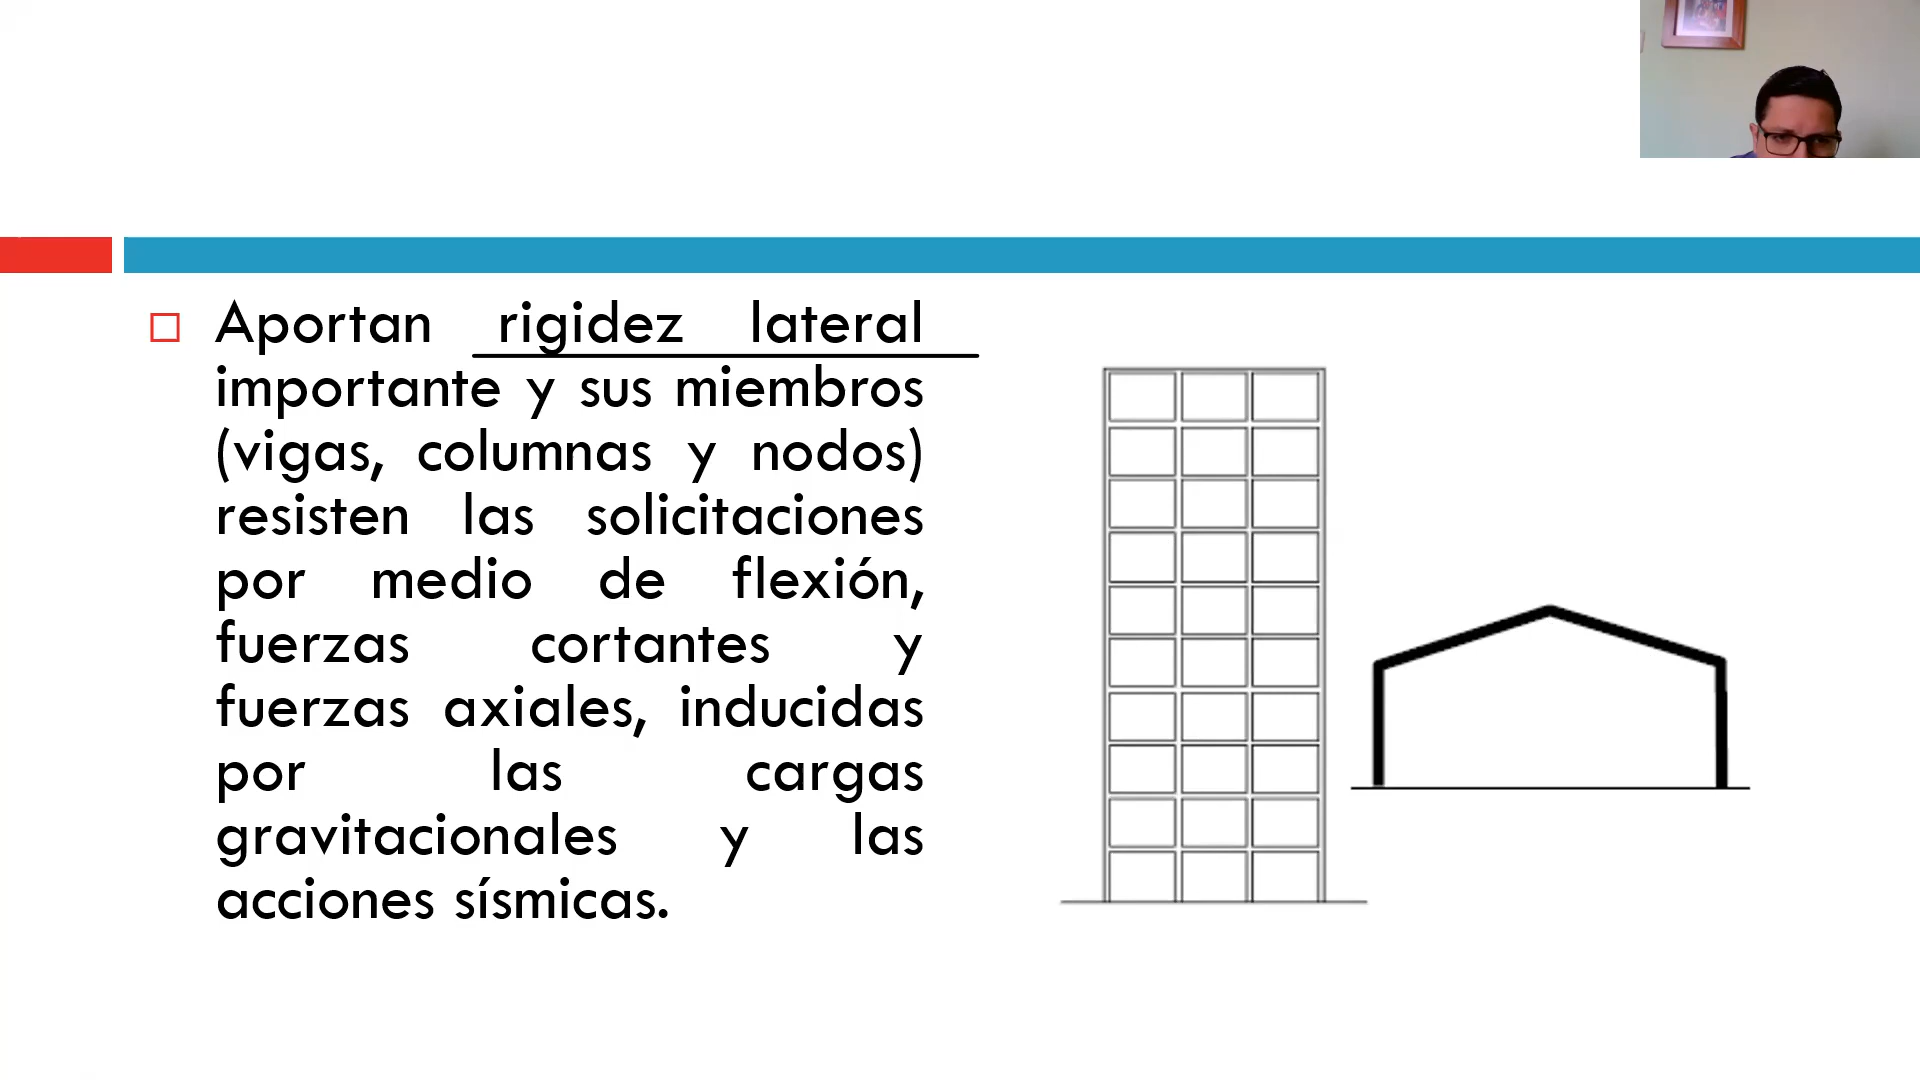 Aportan rigidez lateral
importante y sus miembros
(vigas, columnas y nodos)
resisten las solicitaciones
por medio de flexión,
fuerzas cortantes y
fuerzas axiales, inducidas
por las cargas
gravitacionales y las
acciones sísmicas.